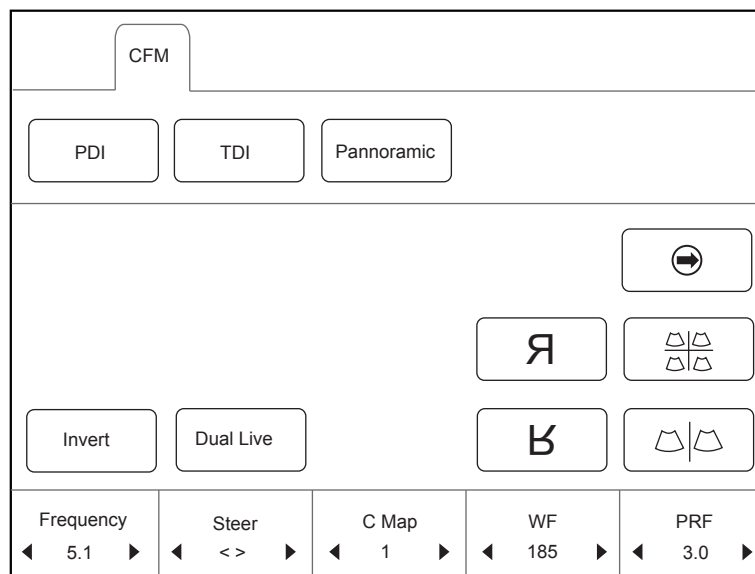 CFM
PDI TDI Pannoramic
Я
Invert Dual Live R
Frequency Steer C Map WF PRF
5.1 < > 1 185 3.0